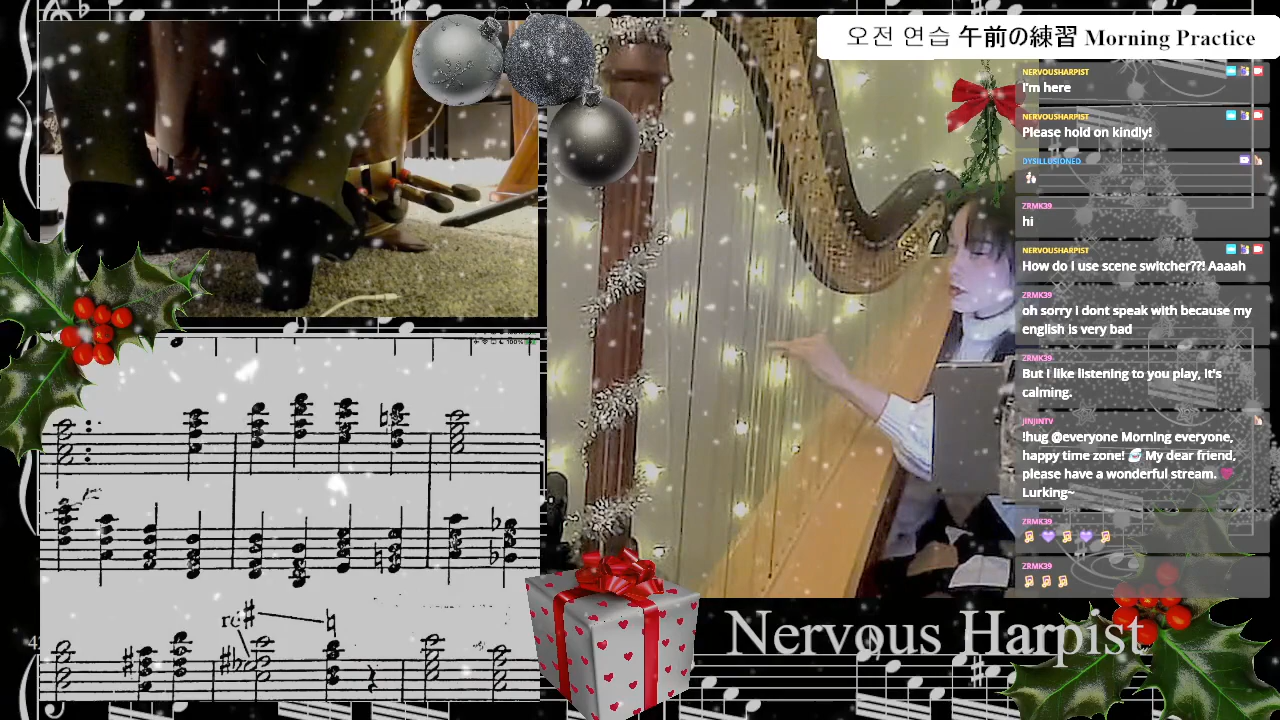 오전 연습 午前の練習 Morning Practice
NERVOUSHARPIST
I'm here
NERVOUSHARPIST
Please hold on kindly!
DYSILLUSIONED
ZRMK39
hi
NERVOUSHARPIST
How do I use scene switcher??! Aaaah
ZRMK39
oh sorry I dont speak with because my
english is very bad
ZRMK39
But I like listening to you play, it's
calming.
JINJINTV
!hug @everyone Morning everyone,
happy time zone! My dear friend,
please have a wonderful stream.
Lurking~
ZRMK39
ZRMK39
100%
Nervous Harpist